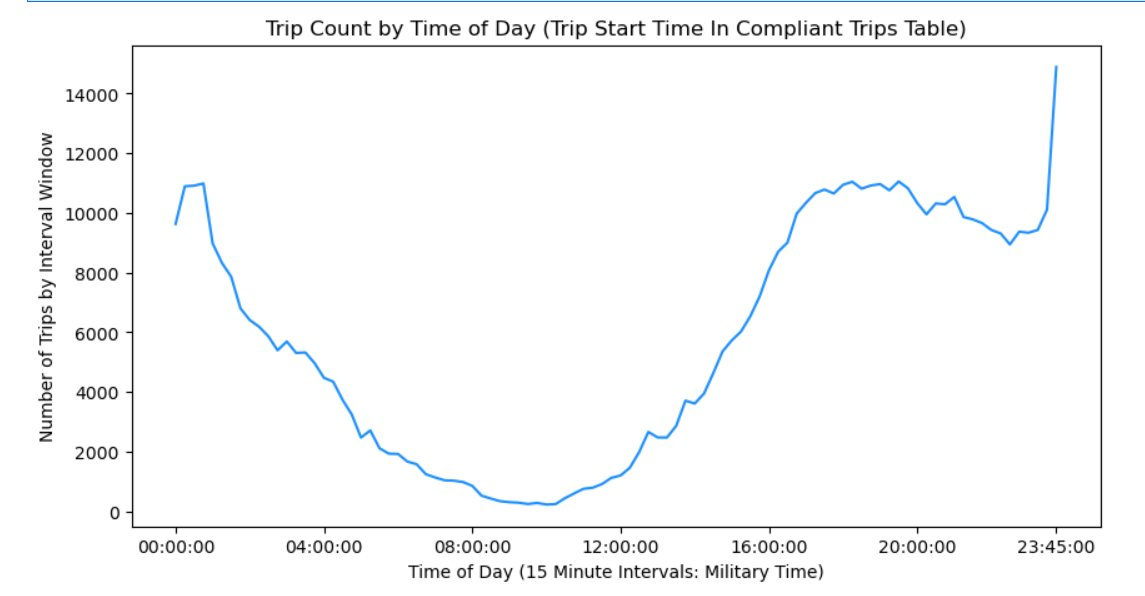 Trip Count by Time of Day (Trip Start Time In Compliant Trips Table)
Number of Trips by Interval Window
14000
12000
10000
8000
6000
4000
2000
0
00:00:00 04:00:00 08:00:00 12:00:00 16:00:00 20:00:00 23:45:00
Time of Day (15 Minute Intervals: Military Time)